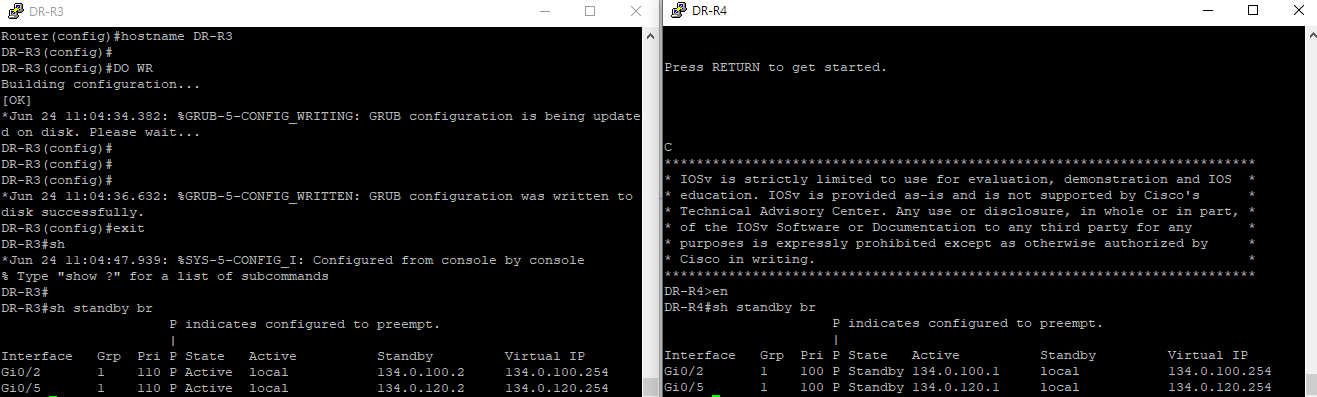 DR-R3
Router(config)#hostname DR-R3
DR-R3(config)#
DR-R3(config)#DO WR
Building configuration...
[OK]
*Jun 24 11:04:34.382: %GRUB-5-CONFIG_WRITING: GRUB configuration is being update
d on disk. Please wait...
DR-R3(config)#
DR-R3(config)#
DR-R3(config)#
*Jun 24 11:04:36.632: %GRUB-5-CONFIG_WRITTEN: GRUB configuration was written to
disk successfully.
DR-R3(config)#exit
DR-R3#sh
*Jun 24 11:04:47.939: %SYS-5-CONFIG_I: Configured from console by console
% Type "show ?" for a list of subcommands
DR-R3#
DR-R3#sh standby br
                     P indicates configured to preempt.
                     |
Interface   Grp  Pri P State   Active          Standby         Virtual IP
Gi0/2       1    110 P Active  local           134.0.100.2     134.0.100.254
Gi0/5       1    110 P Active  local           134.0.120.2     134.0.120.254
DR-R4
Press RETURN to get started.
C
**************************************************************************
* IOSv is strictly limited to use for evaluation, demonstration and IOS  *
* education. IOSv is provided as-is and is not supported by Cisco's      *
* Technical Advisory Center. Any use or disclosure, in whole or in part, *
* of the IOSv Software or Documentation to any third party for any       *
* purposes is expressly prohibited except as otherwise authorized by     *
* Cisco in writing.                                                      *
**************************************************************************
DR-R4>en
DR-R4#sh standby br
                     P indicates configured to preempt.
                     |
Interface   Grp  Pri P State   Active          Standby         Virtual IP
Gi0/2       1    100 P Standby 134.0.100.1     local           134.0.100.254
Gi0/5       1    100 P Standby 134.0.120.1     local           134.0.120.254